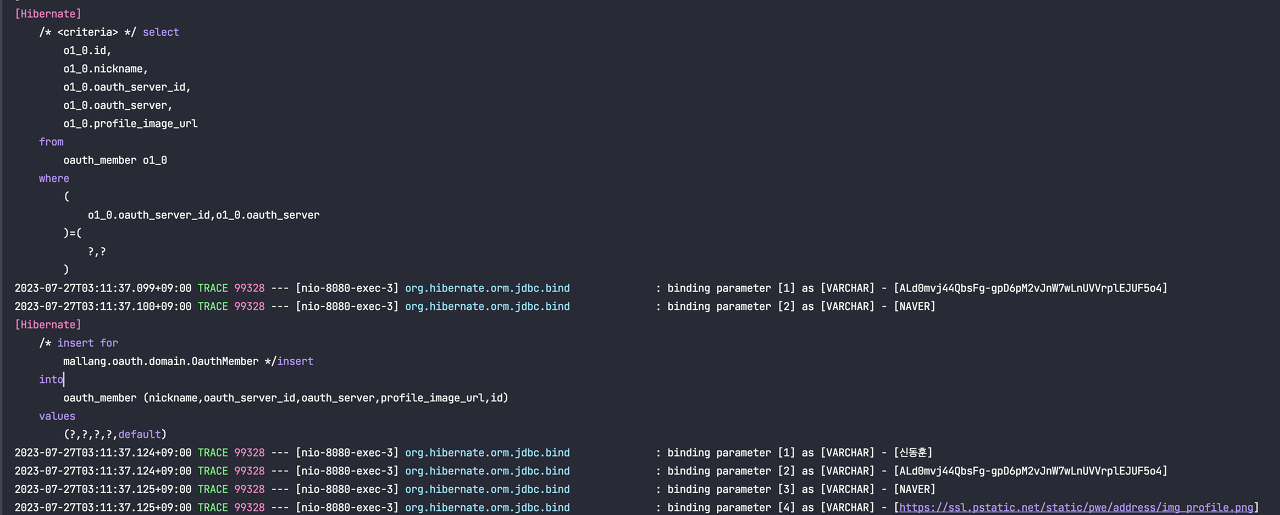 [Hibernate]
    /* <criteria> */ select
        o1_0.id,
        o1_0.nickname,
        o1_0.oauth_server_id,
        o1_0.oauth_server,
        o1_0.profile_image_url
    from
        oauth_member o1_0
    where
        (
            o1_0.oauth_server_id,o1_0.oauth_server
        )=(
            ?,?
        )
2023-07-27T03:11:37.099+09:00 TRACE 99328 --- [nio-8080-exec-3] org.hibernate.orm.jdbc.bind              : binding parameter [1] as [VARCHAR] - [ALd0mvj44QbsFg-gpD6pM2vJnW7wLnUVVrplEJUF5o4]
2023-07-27T03:11:37.100+09:00 TRACE 99328 --- [nio-8080-exec-3] org.hibernate.orm.jdbc.bind              : binding parameter [2] as [VARCHAR] - [NAVER]
[Hibernate]
    /* insert for
        mallang.oauth.domain.OauthMember */insert
    into
        oauth_member (nickname,oauth_server_id,oauth_server,profile_image_url,id)
    values
        (?,?,?,?,default)
2023-07-27T03:11:37.124+09:00 TRACE 99328 --- [nio-8080-exec-3] org.hibernate.orm.jdbc.bind              : binding parameter [1] as [VARCHAR] - [신동훈]
2023-07-27T03:11:37.124+09:00 TRACE 99328 --- [nio-8080-exec-3] org.hibernate.orm.jdbc.bind              : binding parameter [2] as [VARCHAR] - [ALd0mvj44QbsFg-gpD6pM2vJnW7wLnUVVrplEJUF5o4]
2023-07-27T03:11:37.125+09:00 TRACE 99328 --- [nio-8080-exec-3] org.hibernate.orm.jdbc.bind              : binding parameter [3] as [VARCHAR] - [NAVER]
2023-07-27T03:11:37.125+09:00 TRACE 99328 --- [nio-8080-exec-3] org.hibernate.orm.jdbc.bind              : binding parameter [4] as [VARCHAR] - [https://ssl.pstatic.net/static/pwe/address/img_profile.png]